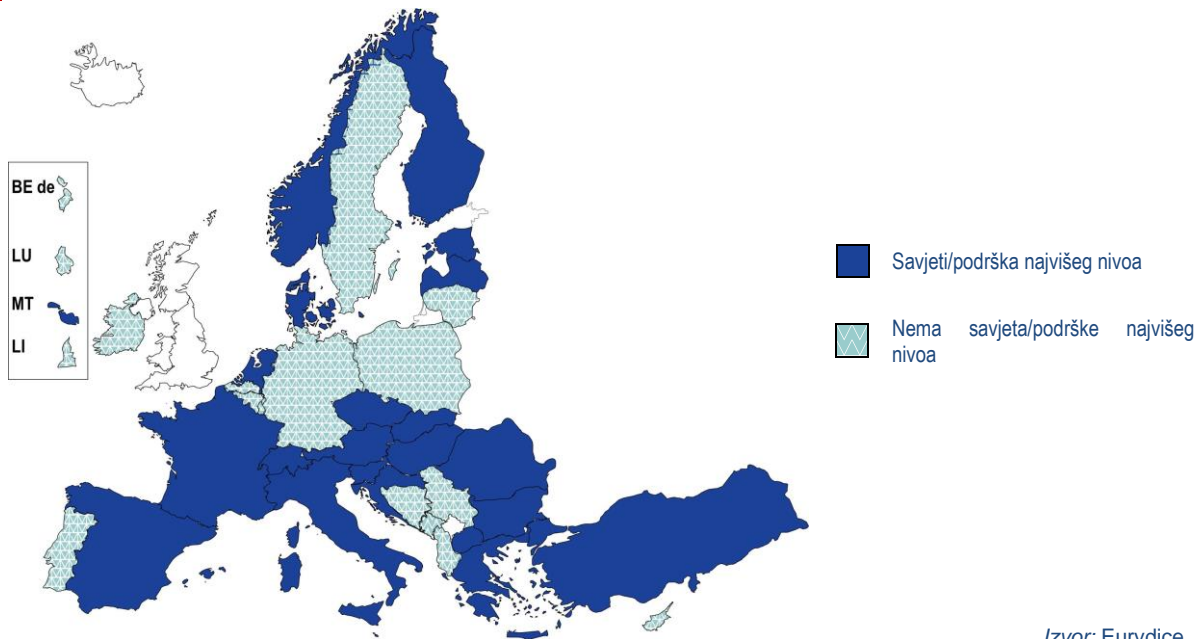 BE de
LU
MT
LI
Savjeti/podrška najvišeg nivoa
Nema savjeta/podrške najvišeg
nivoa
Izvor: Eurydice